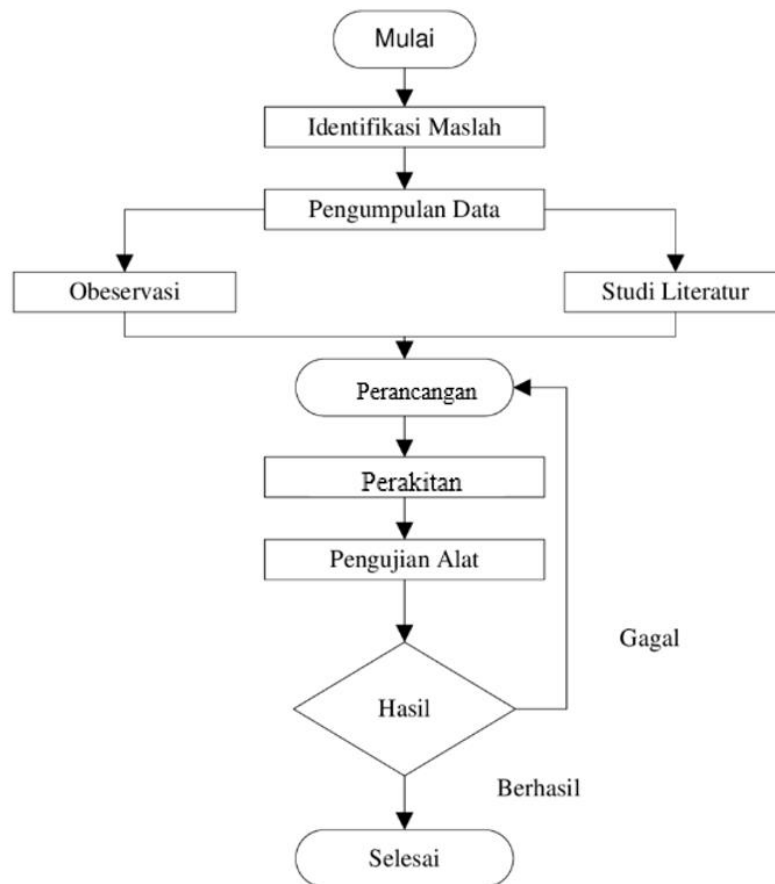 Mulai
Identifikasi Maslah
Pengumpulan Data
Obeservasi
Studi Literatur
Perancangan
Perakitan
Pengujian Alat
Gagal
Hasil
Berhasil
Selesai